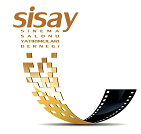 sisay
SİNEMA
SALONU
YATIRIMCILARI
DERNEĞİ